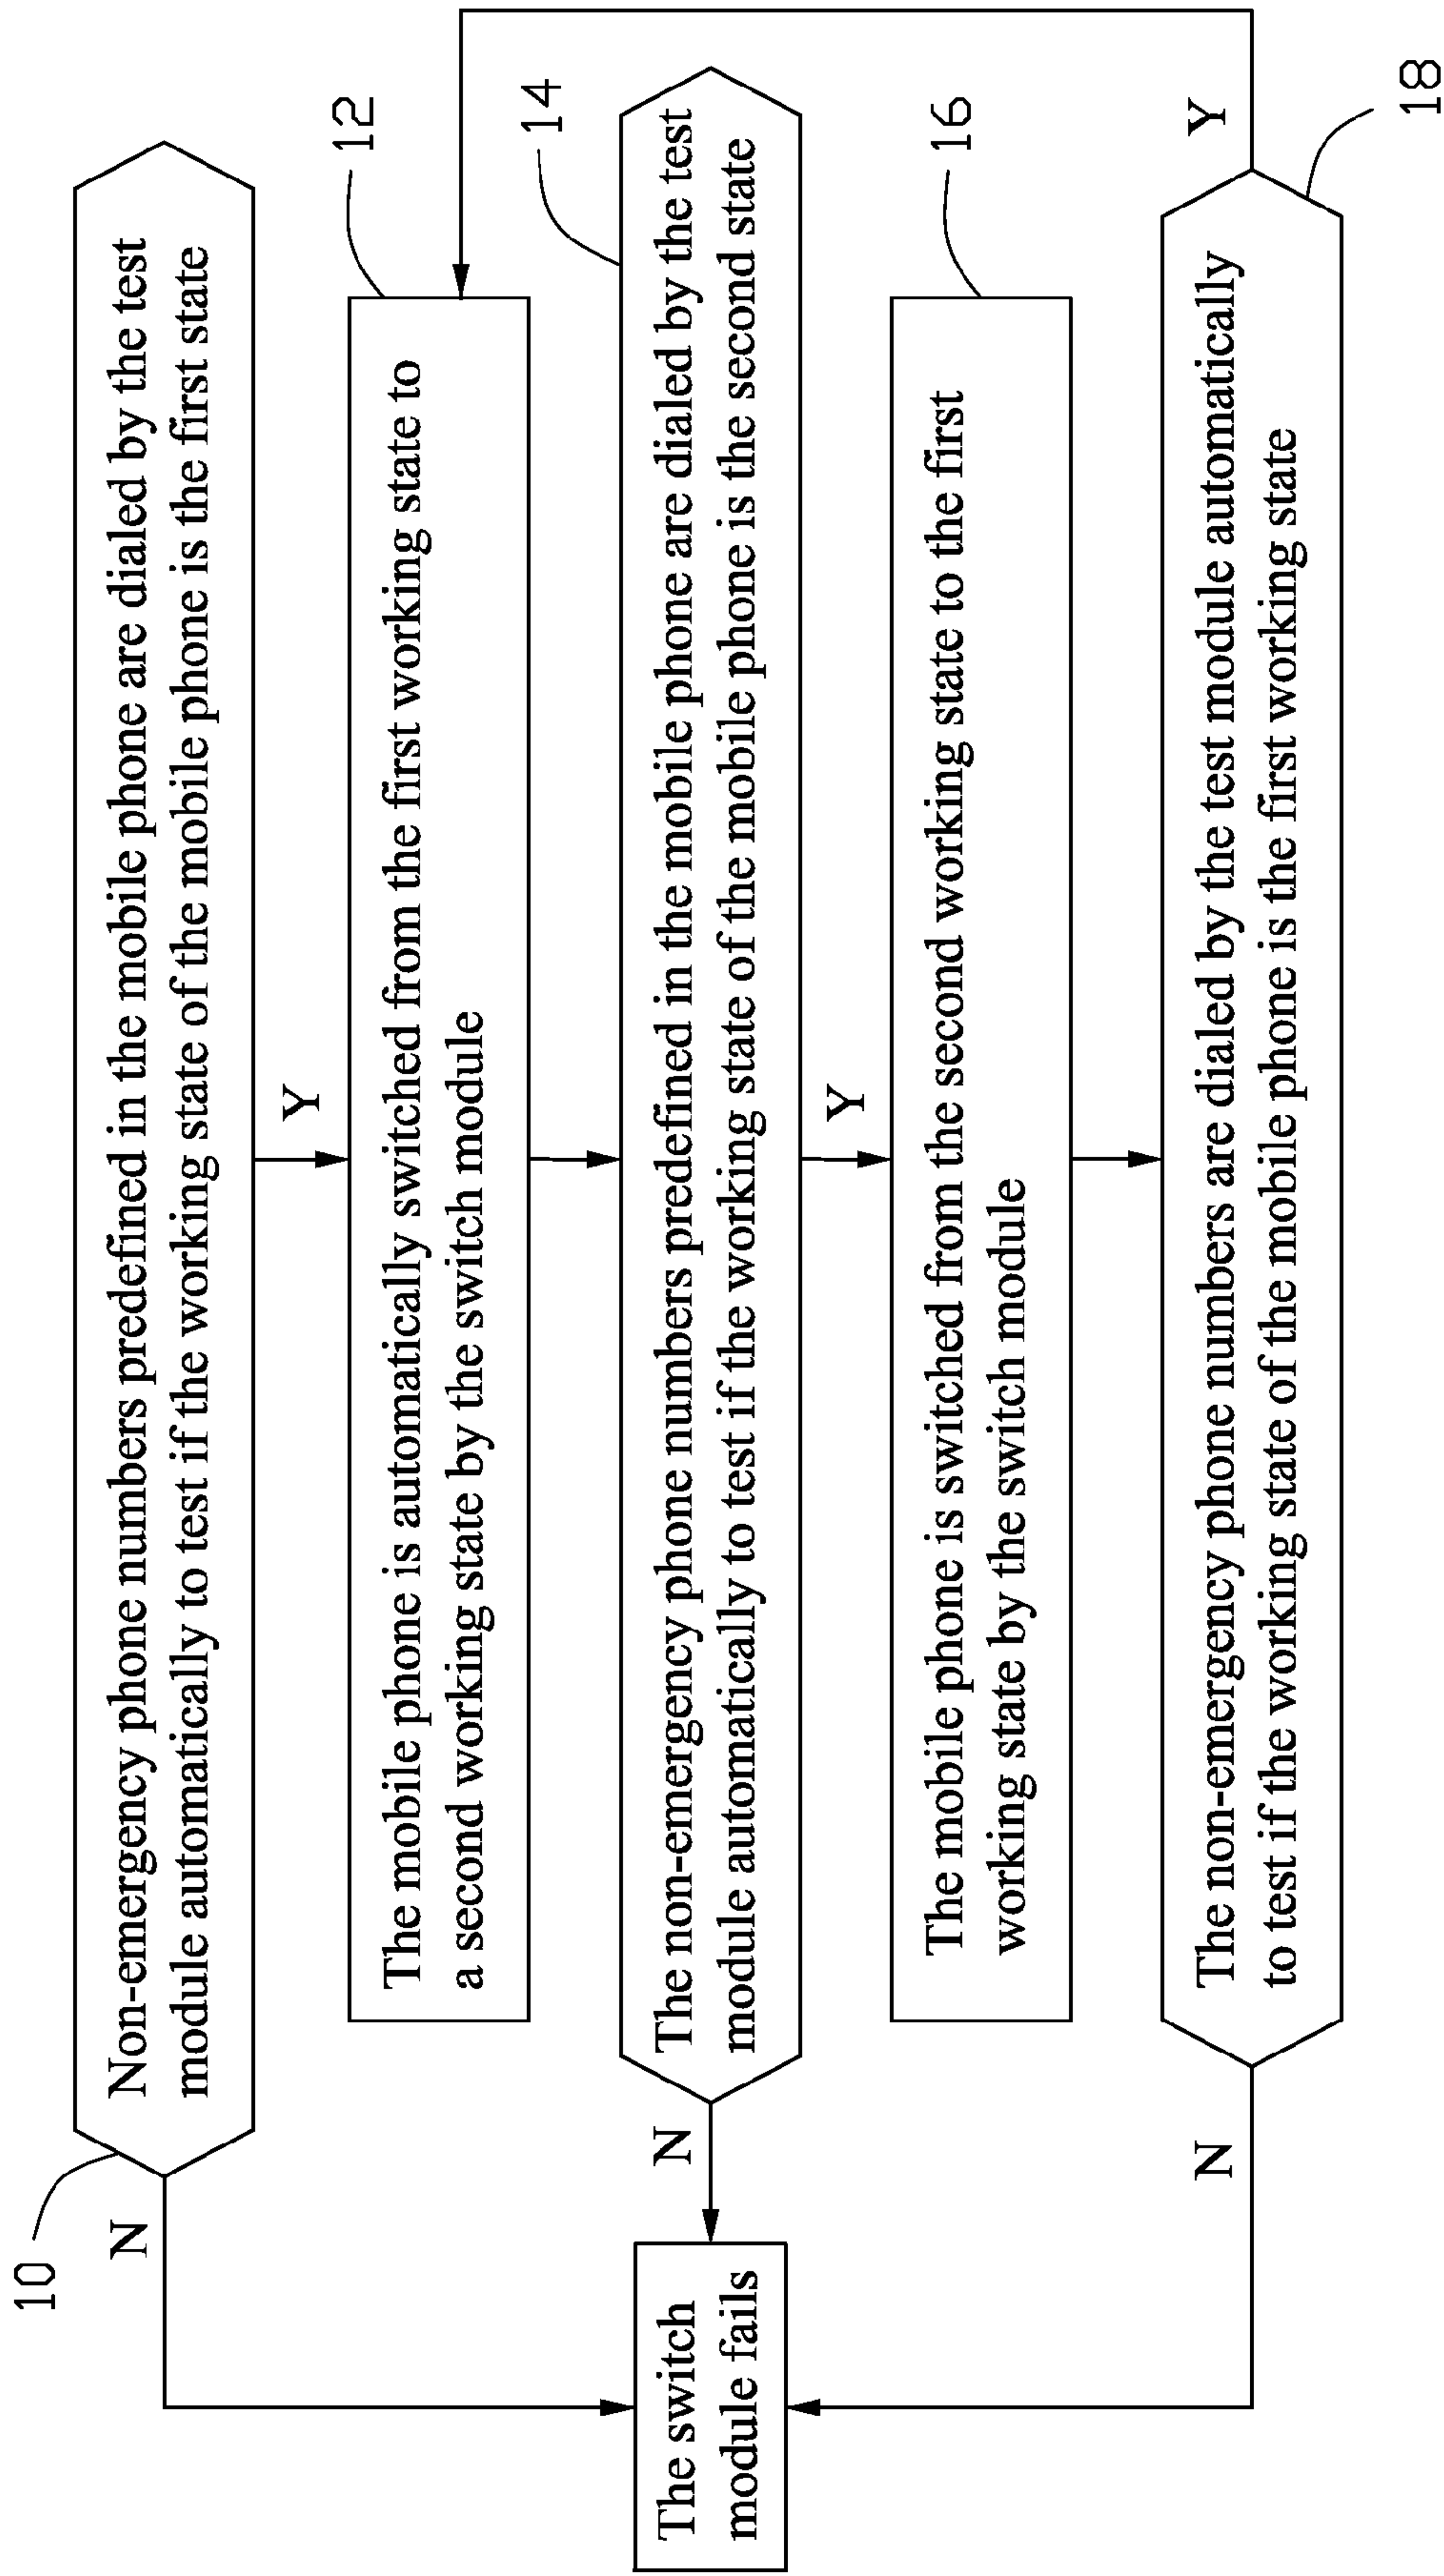 10
Non-emergency phone numbers predefined in the mobile phone are dialed by the test
module automatically to test if the working state of the mobile phone is the first state
N
Y
12
The mobile phone is automatically switched from the first working state to
a second working state by the switch module
14
The non-emergency phone numbers predefined in the mobile phone are dialed by the test
module automatically to test if the working state of the mobile phone is the second state
N
The switch
module fails
Y
16
The mobile phone is switched from the second working state to the first
working state by the switch module
The non-emergency phone numbers are dialed by the test module automatically
to test if the working state of the mobile phone is the first working state
N
Y
18